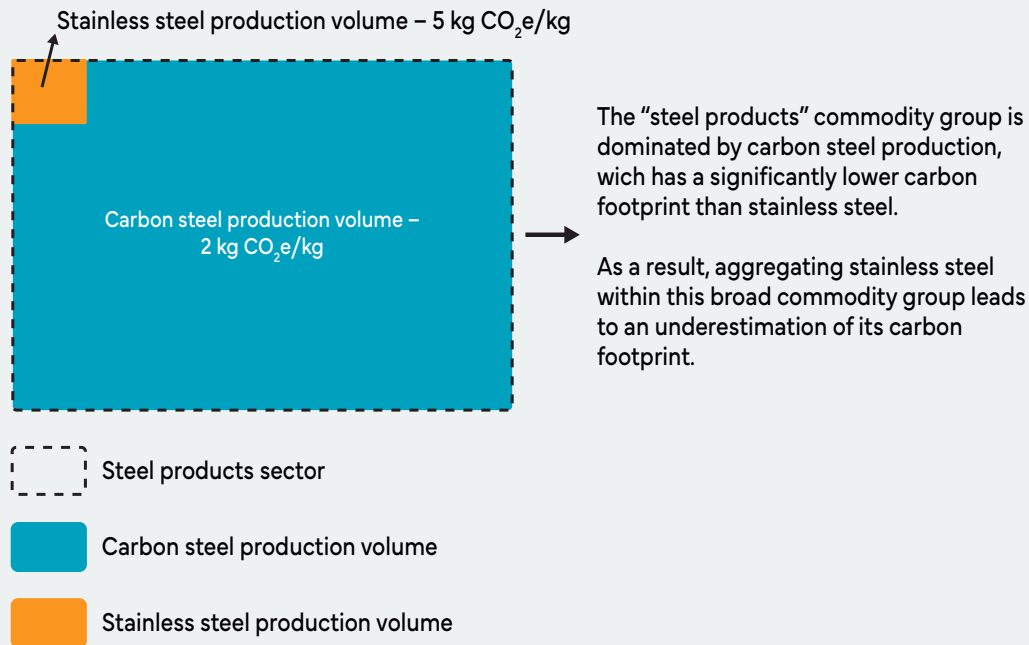 Stainless steel production volume – 5 kg CO₂e/kg
Carbon steel production volume –
2 kg CO₂e/kg
The “steel products” commodity group is
dominated by carbon steel production,
wich has a significantly lower carbon
footprint than stainless steel.
As a result, aggregating stainless steel
within this broad commodity group leads
to an underestimation of its carbon
footprint.
Steel products sector
Carbon steel production volume
Stainless steel production volume